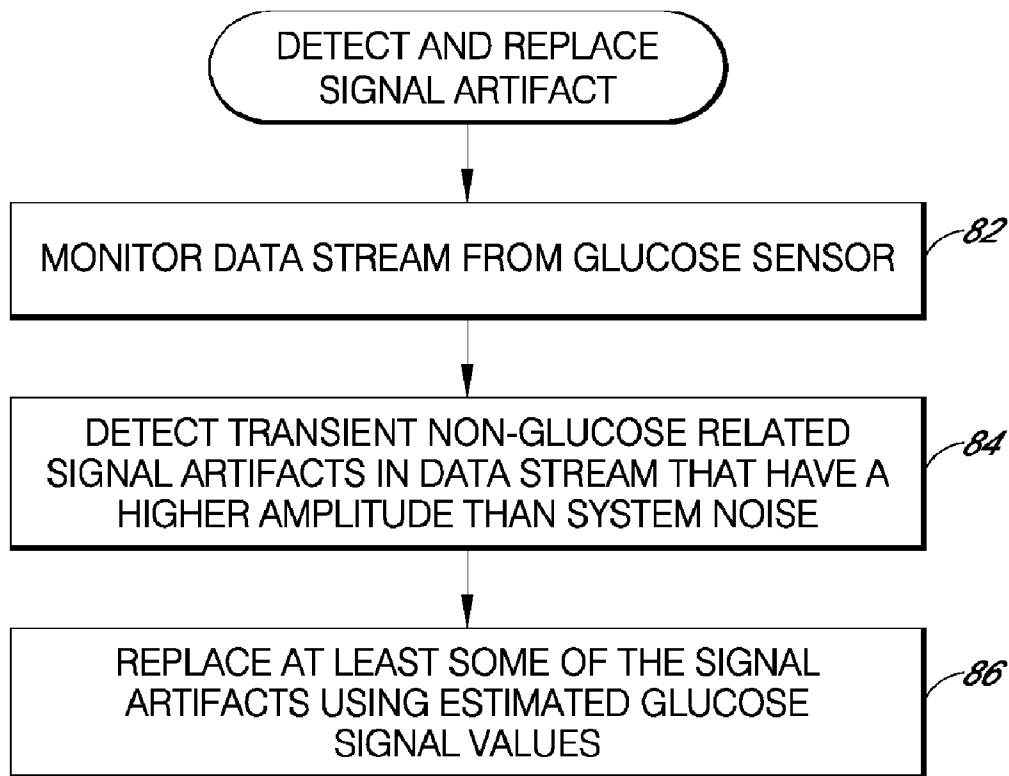 DETECT AND REPLACE
SIGNAL ARTIFACT
MONITOR DATA STREAM FROM GLUCOSE SENSOR
82
DETECT TRANSIENT NON-GLUCOSE RELATED
SIGNAL ARTIFACTS IN DATA STREAM THAT HAVE A
HIGHER AMPLITUDE THAN SYSTEM NOISE
84
REPLACE AT LEAST SOME OF THE SIGNAL
ARTIFACTS USING ESTIMATED GLUCOSE
SIGNAL VALUES
86